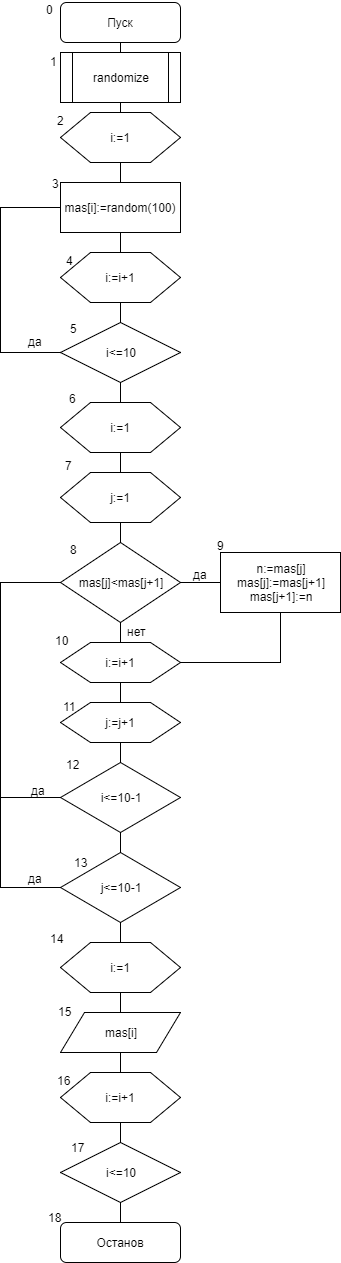 0
Пуск
1
randomize
2
i:=1
3
mas[i]:=random(100)
4
i:=i+1
5
да
i<=10
6
i:=1
7
j:=1
8
mas[j]<mas[j+1]
да
9
n:=mas[j]
mas[j]:=mas[j+1]
mas[j+1]:=n
нет
10
i:=i+1
11
j:=j+1
12
да
i<=10-1
13
да
j<=10-1
14
i:=1
15
mas[i]
16
i:=i+1
17
i<=10
18
Останов